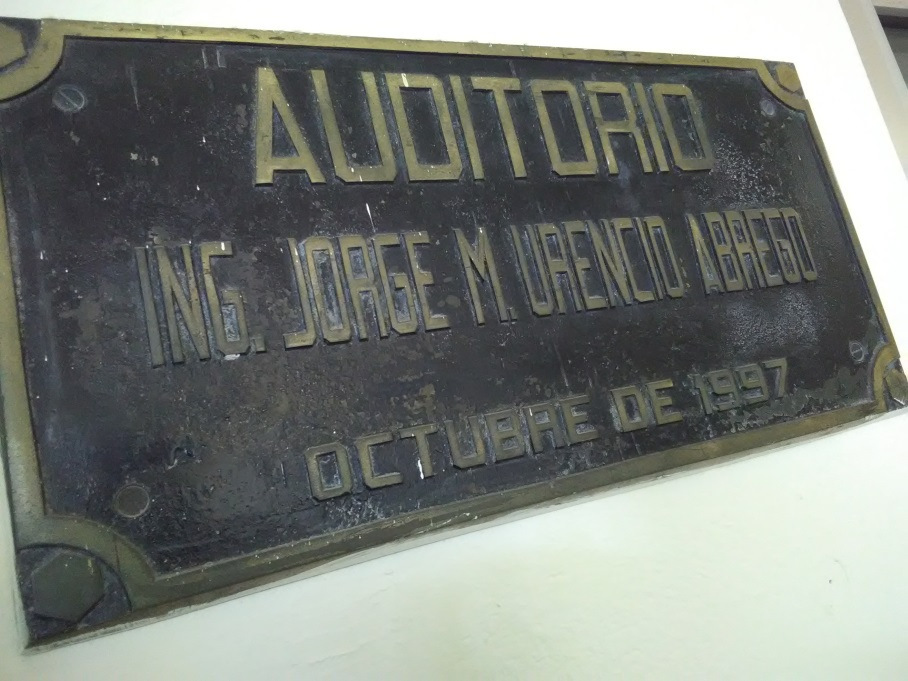 AUDITORIO
ING. JORGE M. URENCIO ABREGO
OCTUBRE DE 1997